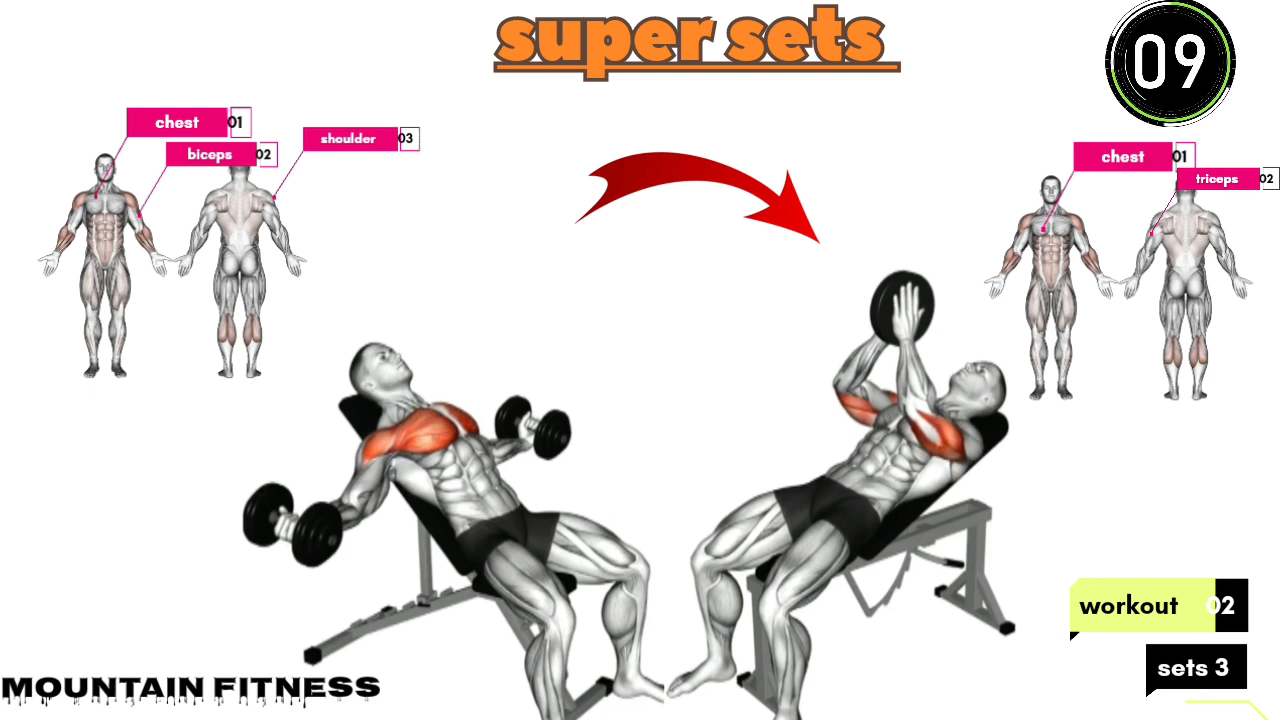 super sets
09
chest 01
biceps 02
shoulder 03
chest 01
triceps 02
workout 02
sets 3
MOUNTAIN FITNESS